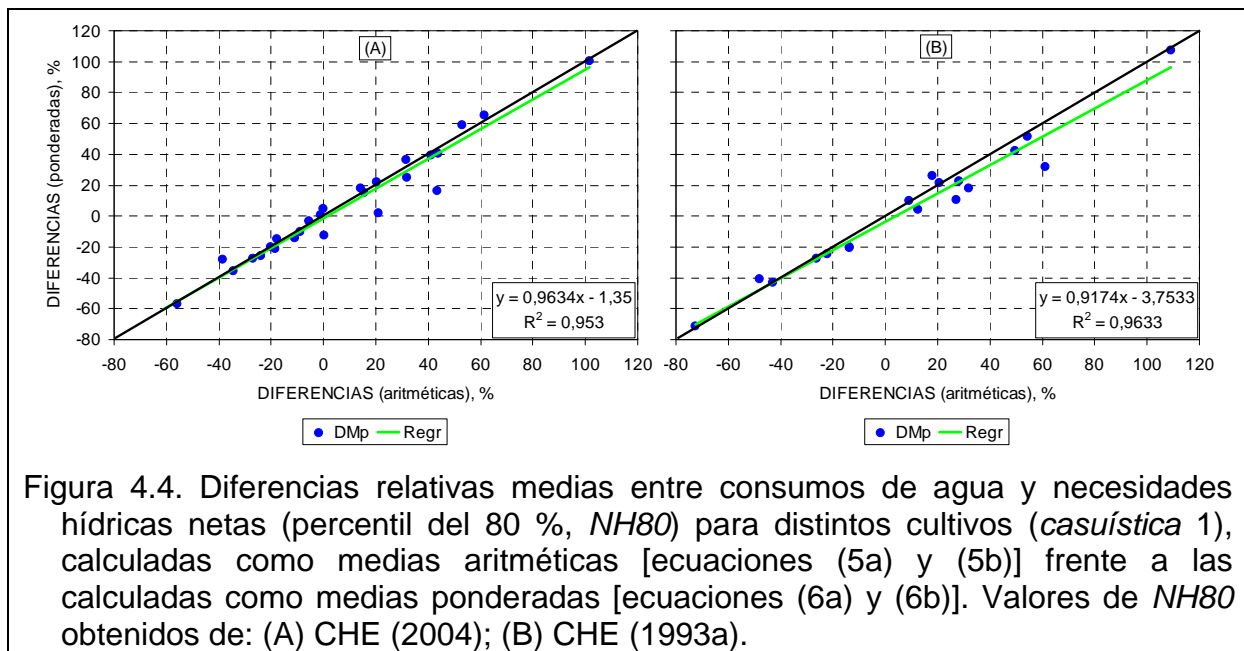 (A)
DIFERENCIAS (ponderadas), %
120
100
80
60
40
20
0
-20
-40
-60
-80
-80 -60 -40 -20 0 20 40 60 80 100 120
y = 0,9634x - 1,35
R² = 0,953
DIFERENCIAS (aritméticas), %
DMp Regr
(B)
-80 -60 -40 -20 0 20 40 60 80 100 120
y = 0,9174x - 3,7533
R² = 0,9633
DIFERENCIAS (aritméticas), %
DMp Regr
Figura 4.4. Diferencias relativas medias entre consumos de agua y necesidades
hídricas netas (percentil del 80 %, NH80) para distintos cultivos (casuística 1),
calculadas como medias aritméticas [ecuaciones (5a) y (5b)] frente a las
calculadas como medias ponderadas [ecuaciones (6a) y (6b)]. Valores de NH80
obtenidos de: (A) CHE (2004); (B) CHE (1993a).